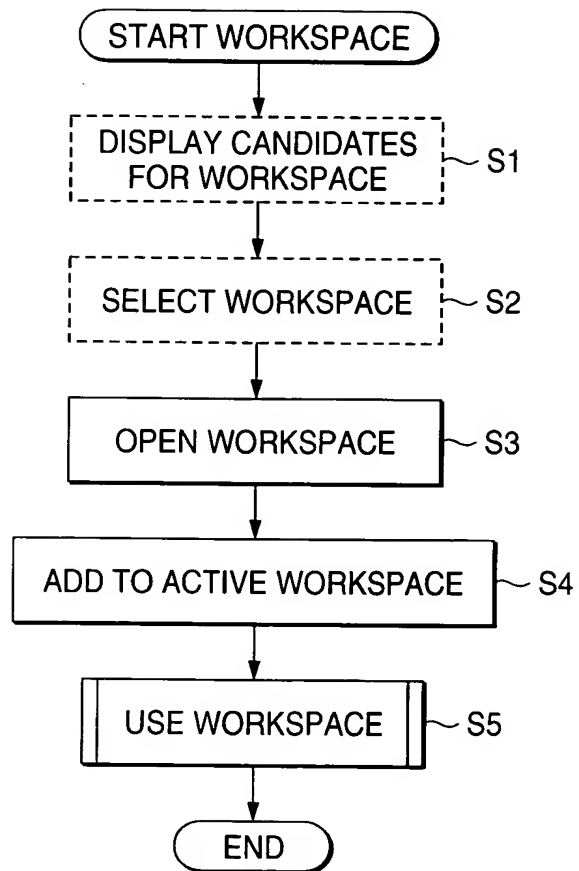 START WORKSPACE
DISPLAY CANDIDATES
FOR WORKSPACE
S1
SELECT WORKSPACE
S2
OPEN WORKSPACE
S3
ADD TO ACTIVE WORKSPACE
S4
USE WORKSPACE
S5
END